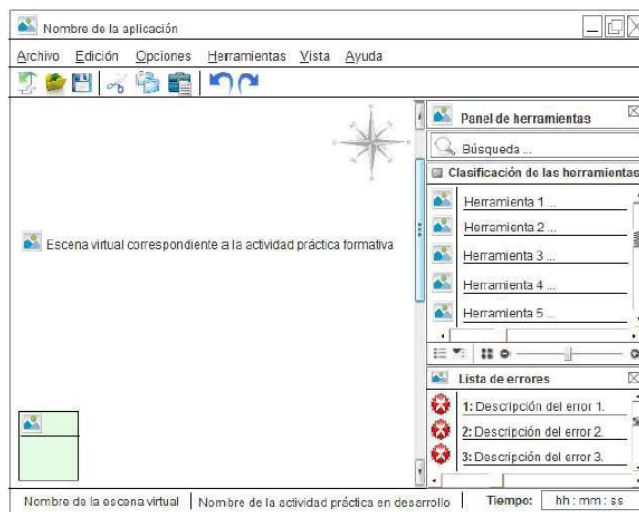 Nombre de la aplicación
Archivo Edición Opciones Herramientas Vista Ayuda
Panel de herramientas
Búsqueda ...
Clasificación de las herramientas
Herramienta 1 ...
Herramienta 2 ...
Herramienta 3 ...
Herramienta 4 ...
Herramienta 5 ...
Escena virtual correspondiente a la actividad práctica formativa
Lista de errores
1: Descripción del error 1.
2: Descripción del error 2.
3: Descripción del error 3.
Nombre de la escena virtual Nombre de la actividad práctica en desarrollo Tiempo: hh : mm : ss